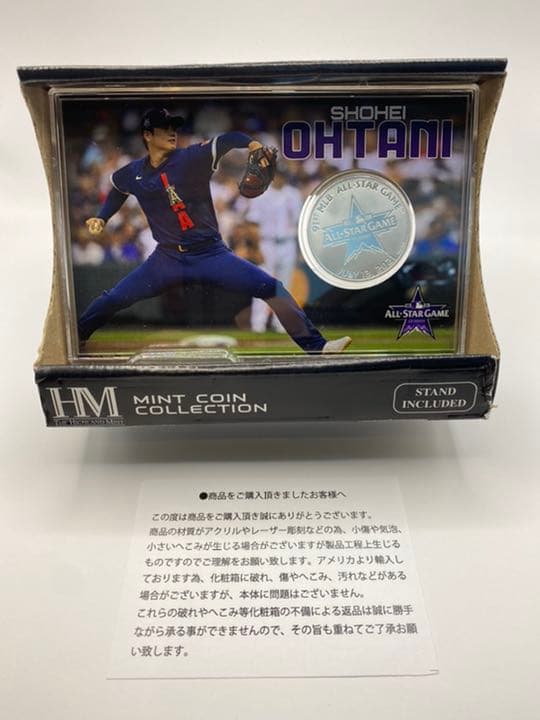 SHOHEI
OHTANI
91ST MLB ALL-STAR GAME
ALL-STAR GAME
JULY 13, 2021
ALL-STAR GAME
HM
THE HIGHLAND MINT
MINT COIN
COLLECTION
STAND
INCLUDED
●商品をご購入頂きましたお客様へ
この度は商品をご購入頂き誠にありがとうございます。
商品の材質がアクリルやレーザー彫刻などの為、小傷や気泡、
小さいへこみが生じる場合がございますが製品工程上生じる
ものですのでご理解をお願い致します。アメリカより輸入し
ております為、化粧箱に破れ、傷やへこみ、汚れなどがある
場合がございますが、本体に問題はございません。
これらの破れやへこみ等化粧箱の不備による返品は誠に勝手
ながら承る事ができませんので、その旨も重ねてご了承お願
い致します。